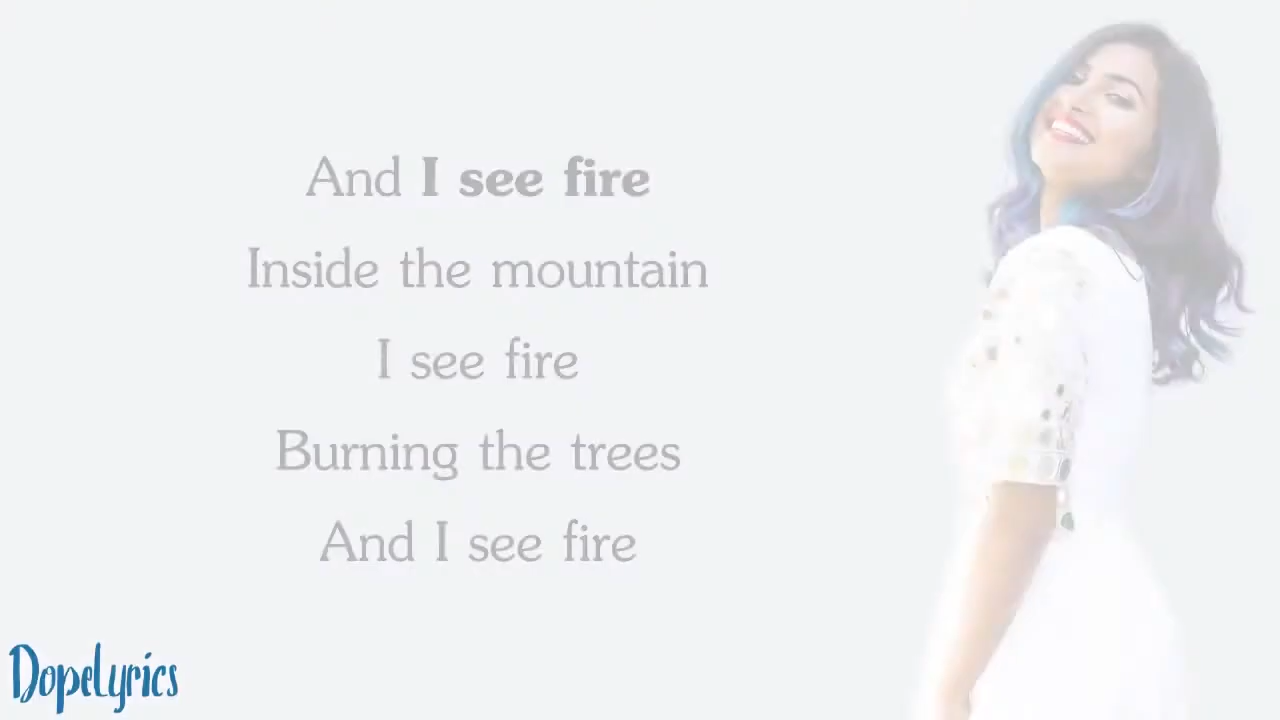 And I see fire
Inside the mountain
I see fire
Burning the trees
And I see fire
DopeLyrics